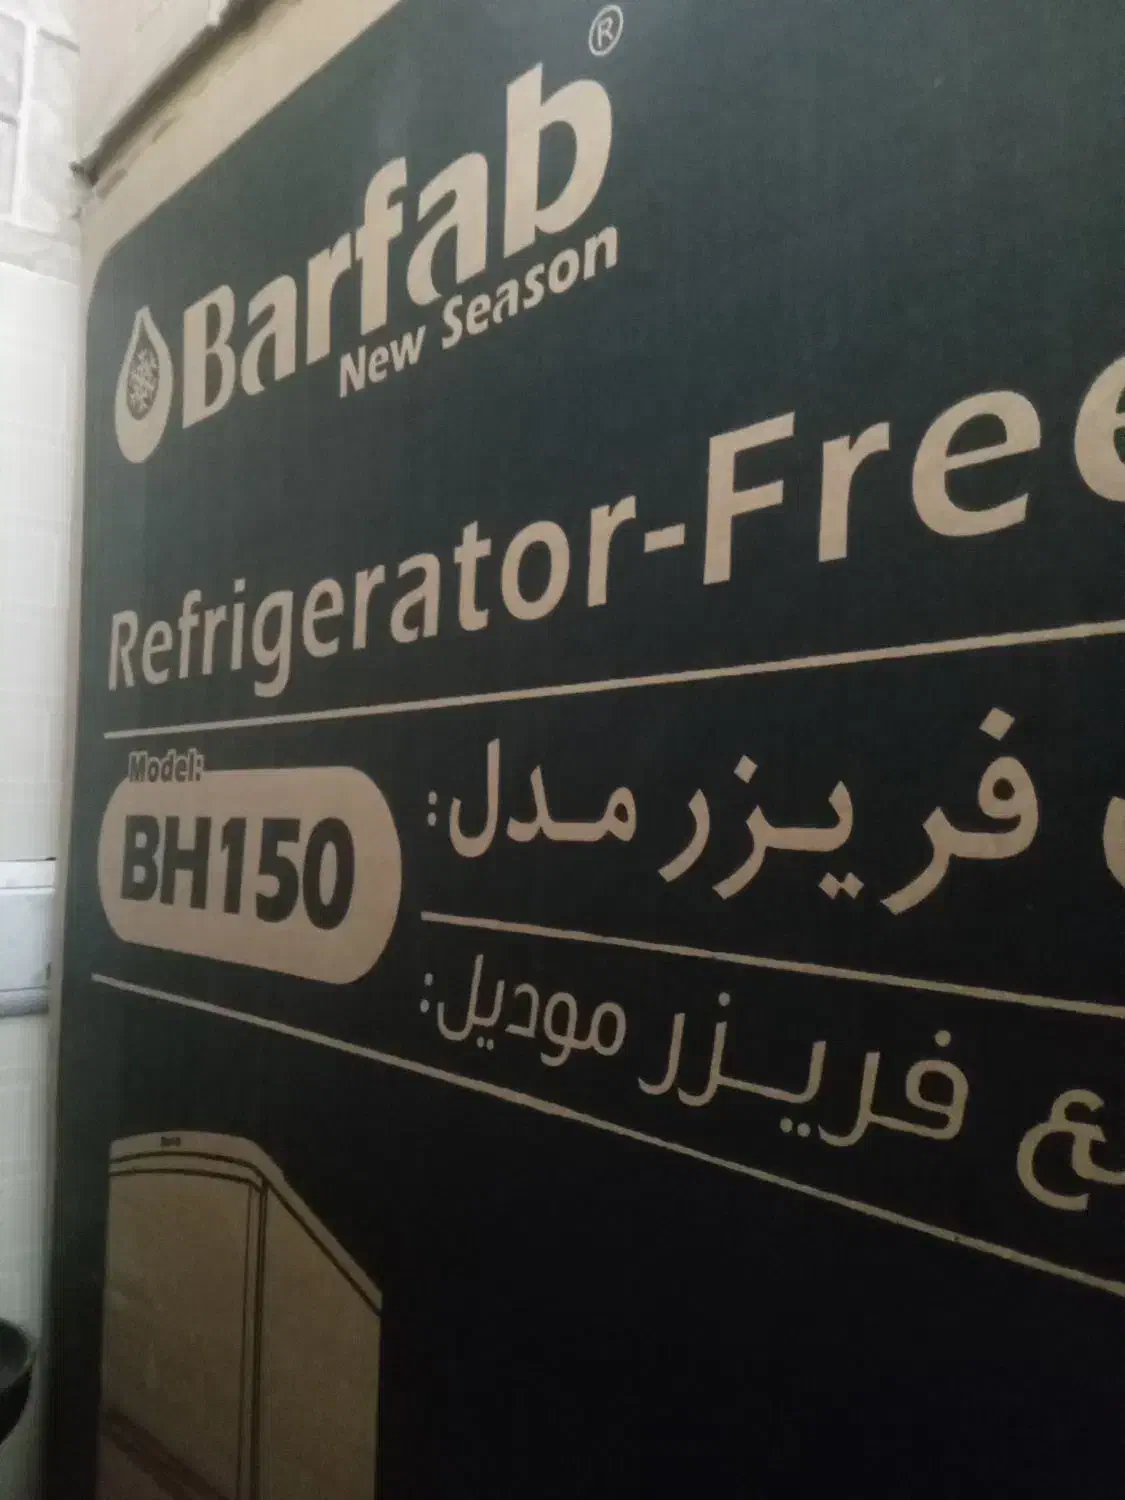 Barfab ®
New Season
Refrigerator-Free
Model:
BH150
فریزر مدل:
فريزر موديل: